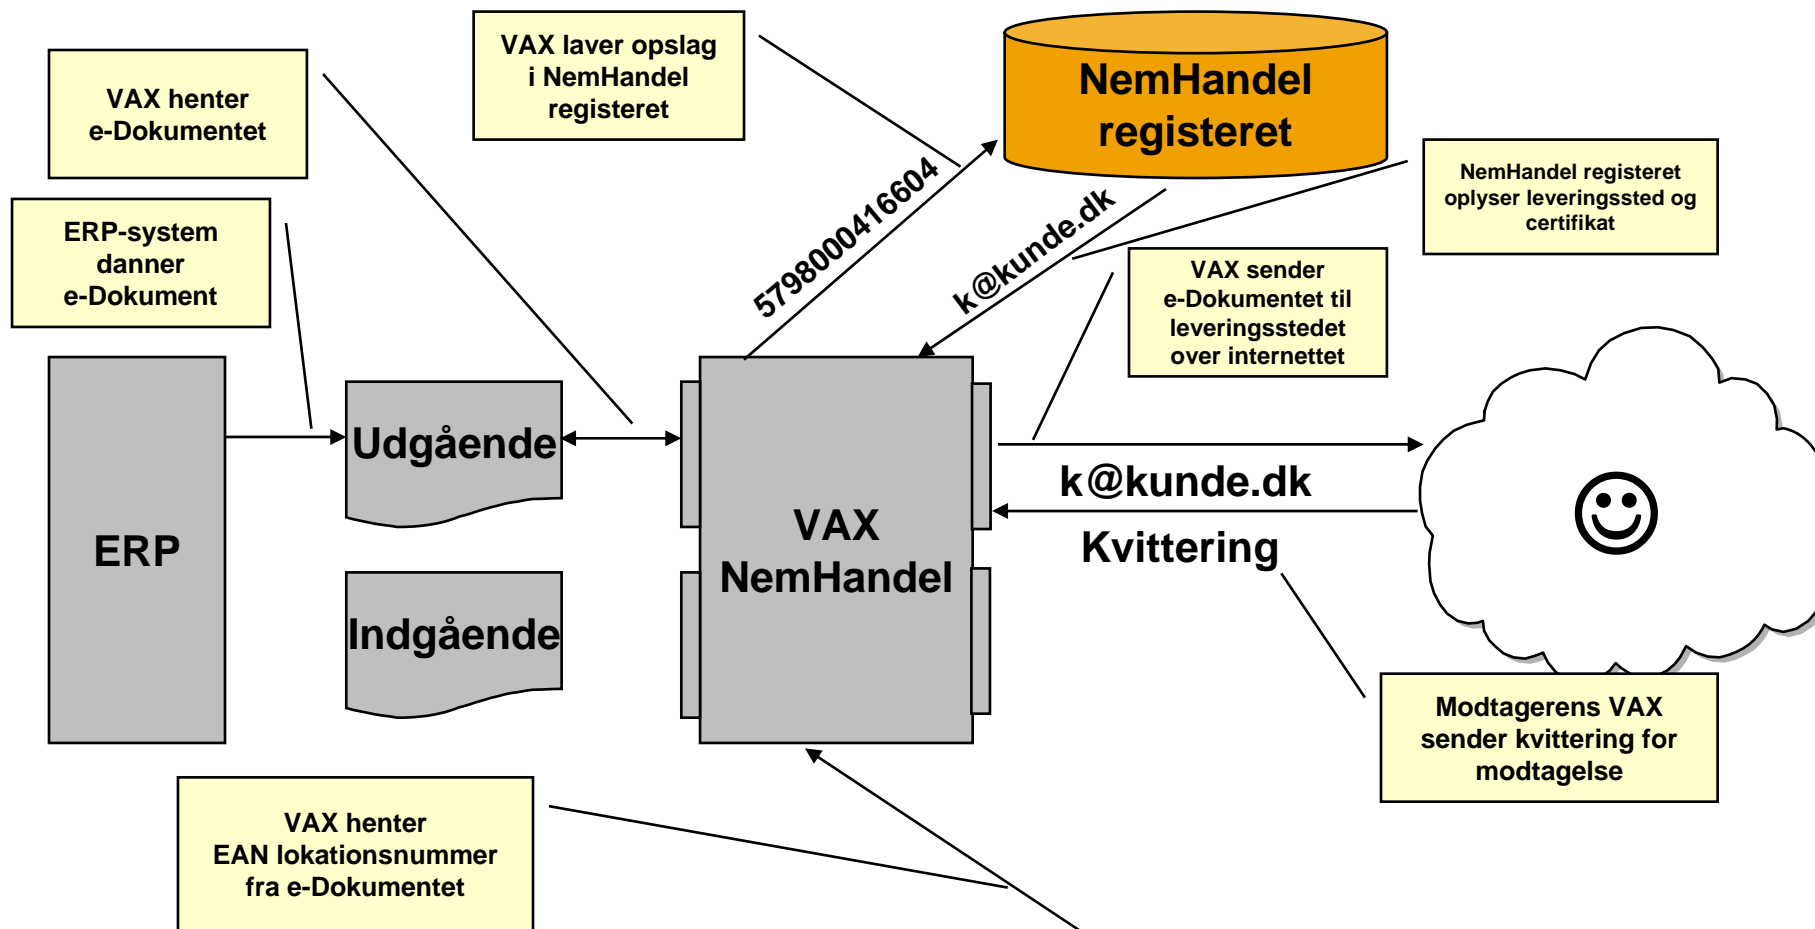 VAX laver opslag
i NemHandel
registeret
NemHandel
registeret
VAX henter
e-Dokumentet
NemHandel registeret
oplyser leveringssted og
certifikat
ERP-system
danner
e-Dokument
5798000416604
k@kunde.dk
VAX sender
e-Dokumentet til
leveringsstedet
over internettet
ERP
Udgående
Indgående
VAX
NemHandel
k@kunde.dk
Kvittering
Modtagerens VAX
sender kvittering for
modtagelse
VAX henter
EAN lokationsnummer
fra e-Dokumentet